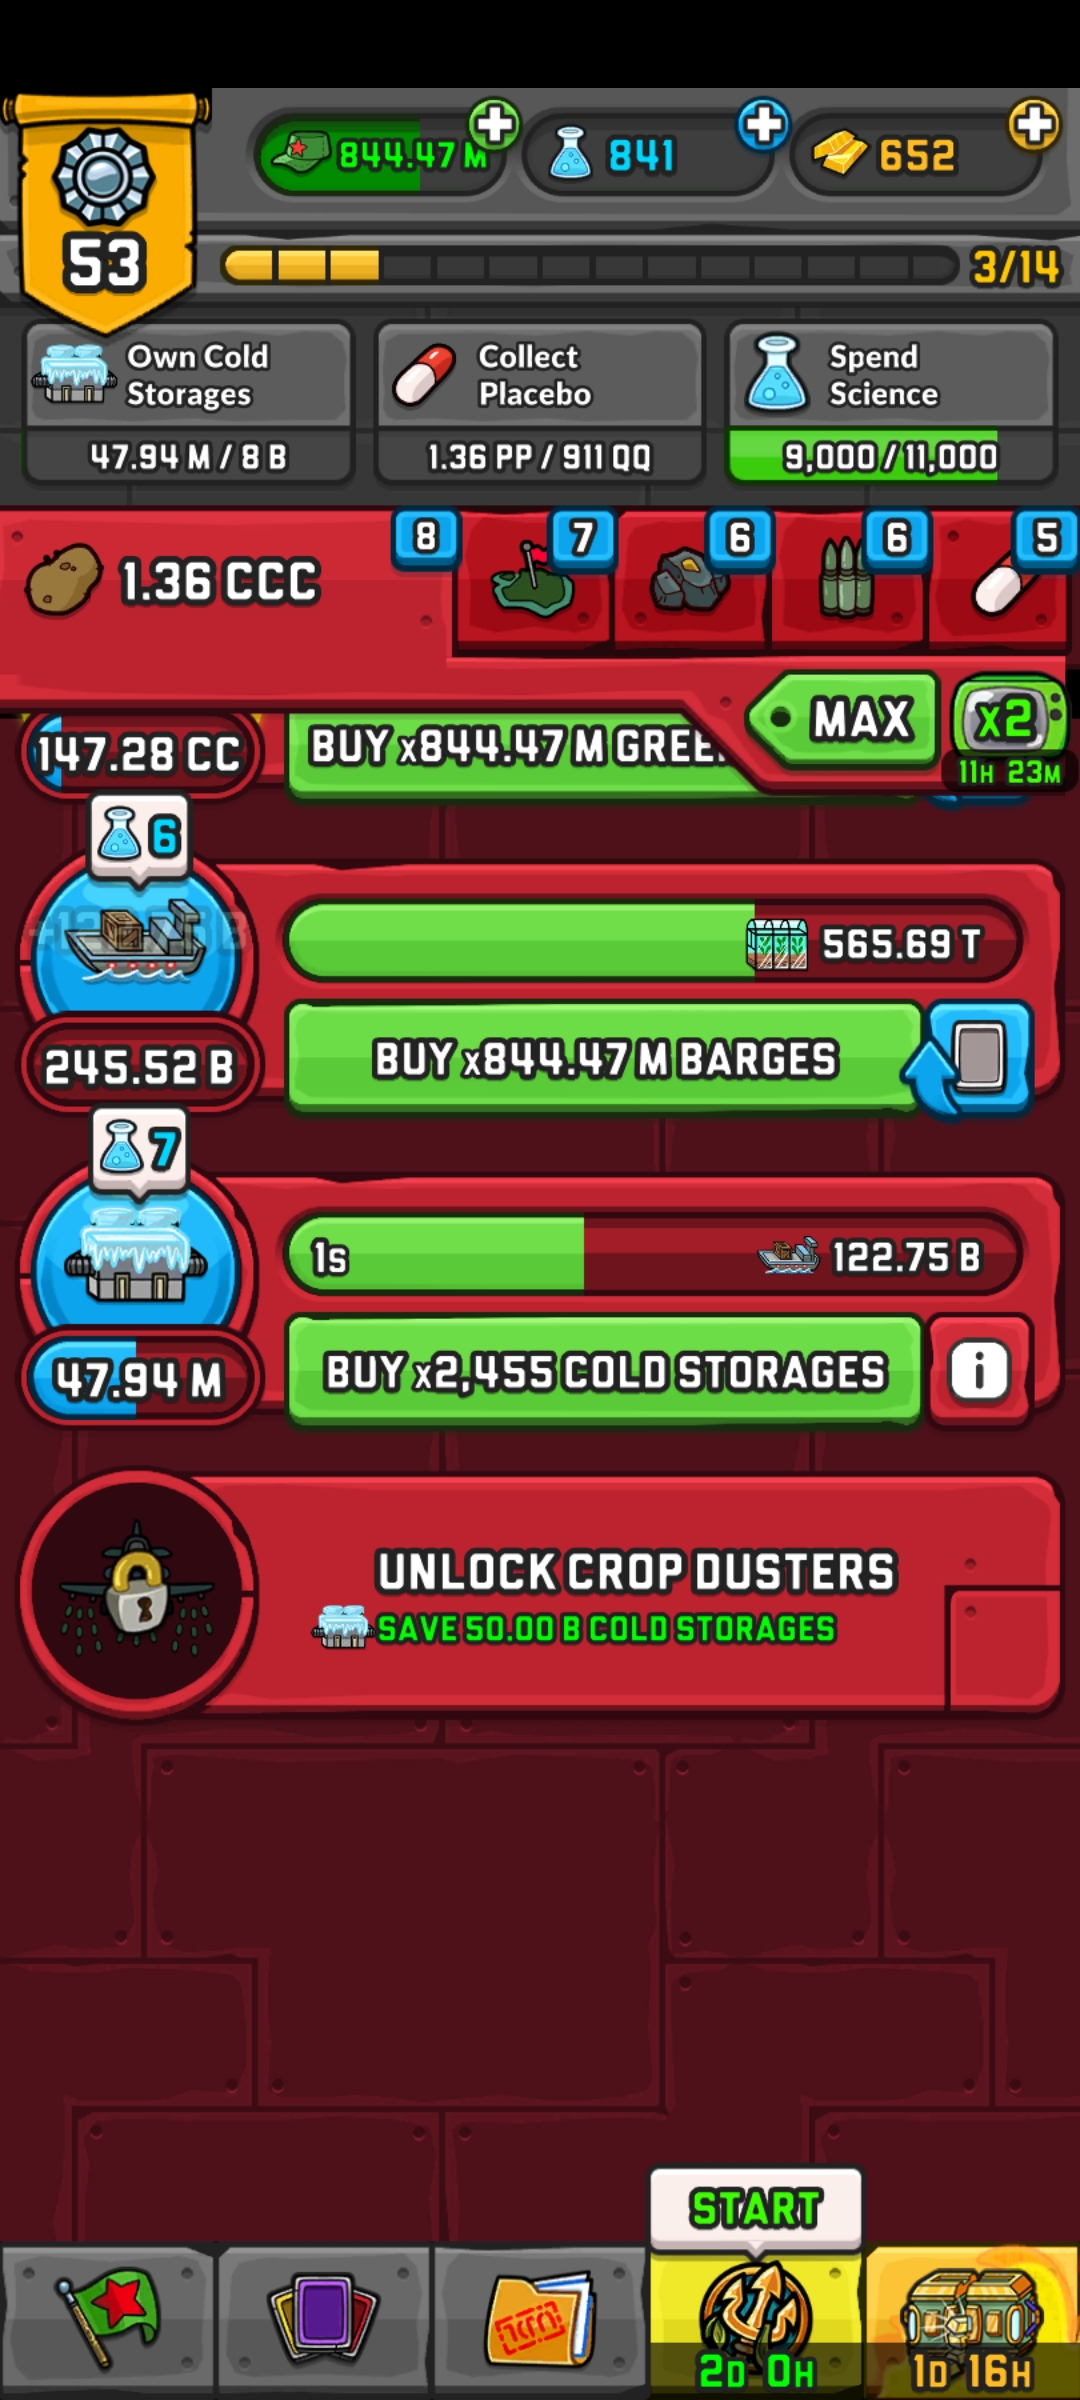 844.47 M
841
652
53
3/14
Own Cold
Storages
47.94 M / 8 B
Collect
Placebo
1.36 PP / 911 QQ
Spend
Science
9,000 / 11,000
1.36 CCC
8
7
6
6
5
MAX
x2
11H 23M
147.28 CC
BUY x844.47 M GREE
6
565.69 T
245.52 B
BUY x844.47 M BARGES
7
1s
122.75 B
47.94 M
BUY x2,455 COLD STORAGES
i
UNLOCK CROP DUSTERS
SAVE 50.00 B COLD STORAGES
START
2D 0H
1D 16H